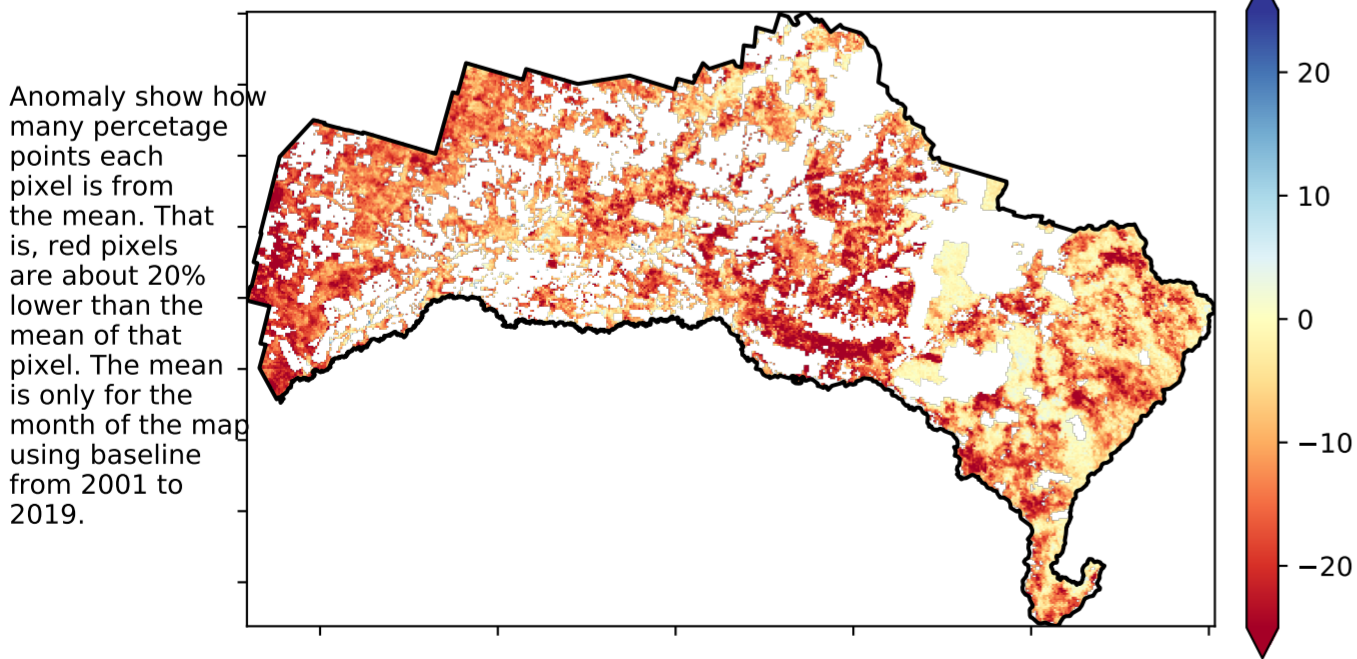 Anomaly show how
many percetage
points each
pixel is from
the mean. That
is, red pixels
are about 20%
lower than the
mean of that
pixel. The mean
is only for the
month of the map
using baseline
from 2001 to
2019.
20
10
0
−10
−20